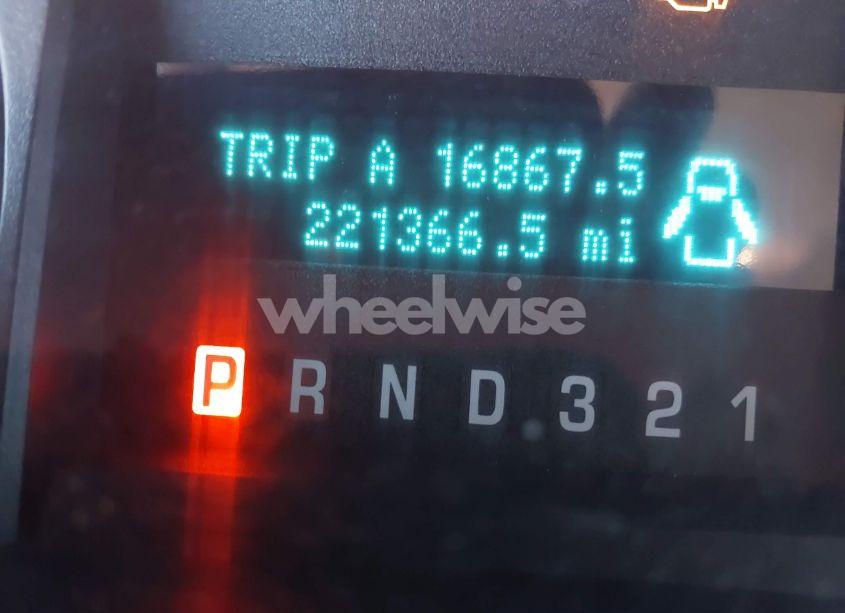 TRIP A 16867.5
221366.5 mi
wheelwise
P R N D 3 2 1